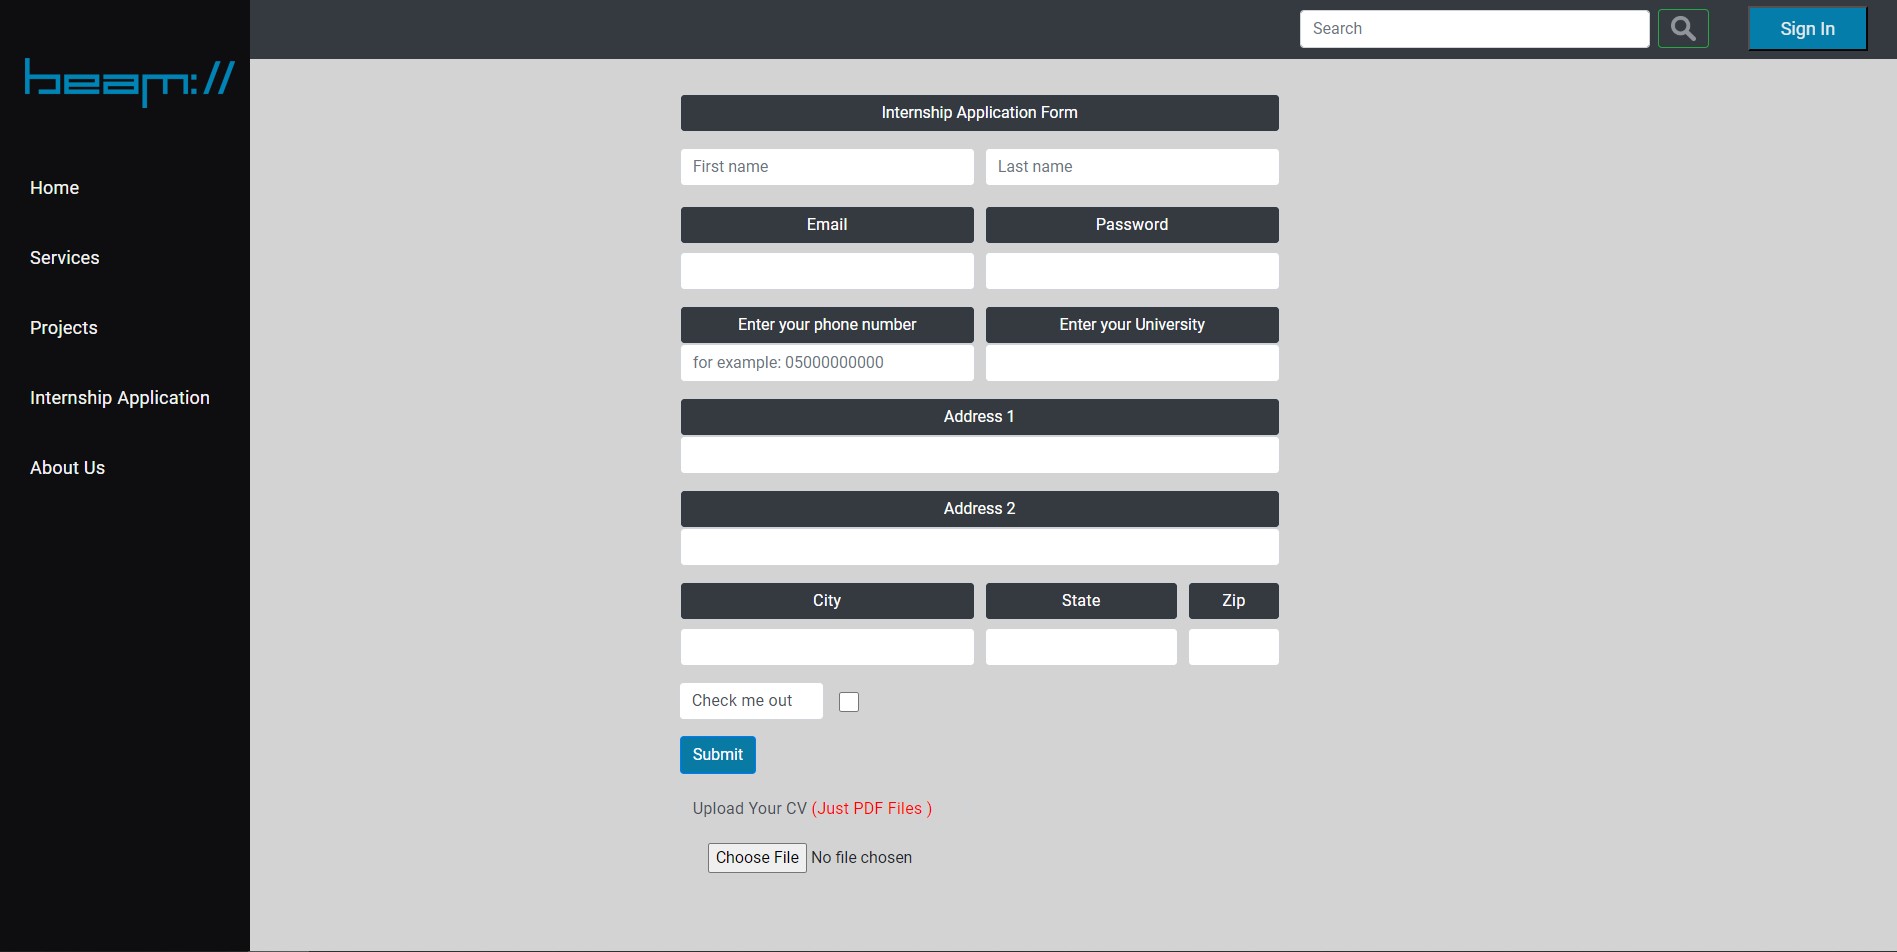 beam://
Search
Sign In
Home
Services
Projects
Internship Application
About Us
Internship Application Form
First name
Last name
Email
Password
Enter your phone number
Enter your University
for example: 05000000000
Address 1
Address 2
City
State
Zip
Check me out
Submit
Upload Your CV (Just PDF Files )
Choose File No file chosen